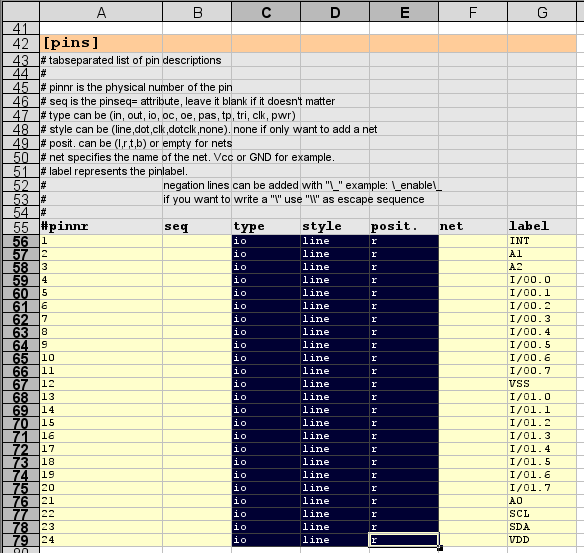 A B C D E F G
41
42 [pins]
43 # tabseparated list of pin descriptions
44 #
45 # pinnr is the physical number of the pin
46 # seq is the pinseq= attribute, leave it blank if it doesn't matter
47 # type can be (in, out, io, oc, oe, pas, tp, tri, clk, pwr)
48 # style can be (line,dot,clk,dotclk,none). none if only want to add a net
49 # posit. can be (l,r,t,b) or empty for nets
50 # net specifies the name of the net. Vcc or GND for example.
51 # label represents the pinlabel.
52 # negation lines can be added with "\_" example: \_enable\_
53 # if you want to write a "\" use "\\" as escape sequence
54 #
55 #pinnr seq type style posit. net label
56 1 io line r INT
57 2 io line r A1
58 3 io line r A2
59 4 io line r I/O0.0
60 5 io line r I/O0.1
61 6 io line r I/O0.2
62 7 io line r I/O0.3
63 8 io line r I/O0.4
64 9 io line r I/O0.5
65 10 io line r I/O0.6
66 11 io line r I/O0.7
67 12 io line r VSS
68 13 io line r I/O1.0
69 14 io line r I/O1.1
70 15 io line r I/O1.2
71 16 io line r I/O1.3
72 17 io line r I/O1.4
73 18 io line r I/O1.5
74 19 io line r I/O1.6
75 20 io line r I/O1.7
76 21 io line r A0
77 22 io line r SCL
78 23 io line r SDA
79 24 io line r VDD